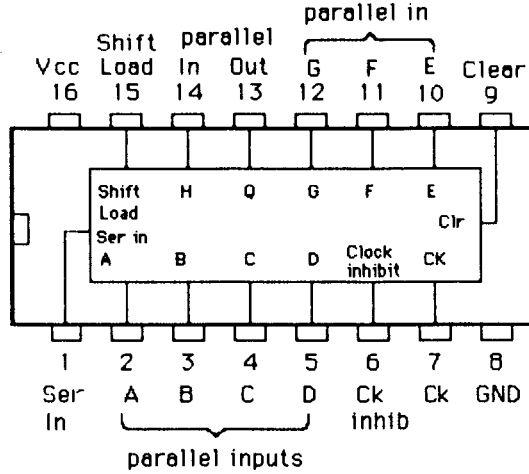 parallel in
Shift parallel
Vcc Load In Out G F E Clear
16 15 14 13 12 11 10 9
Shift H Q G F E
Load
Clr
Ser in
Clock
A B C D inhibit CK
1 2 3 4 5 6 7 8
Ser A B C D Ck Ck GND
In inhib
parallel inputs